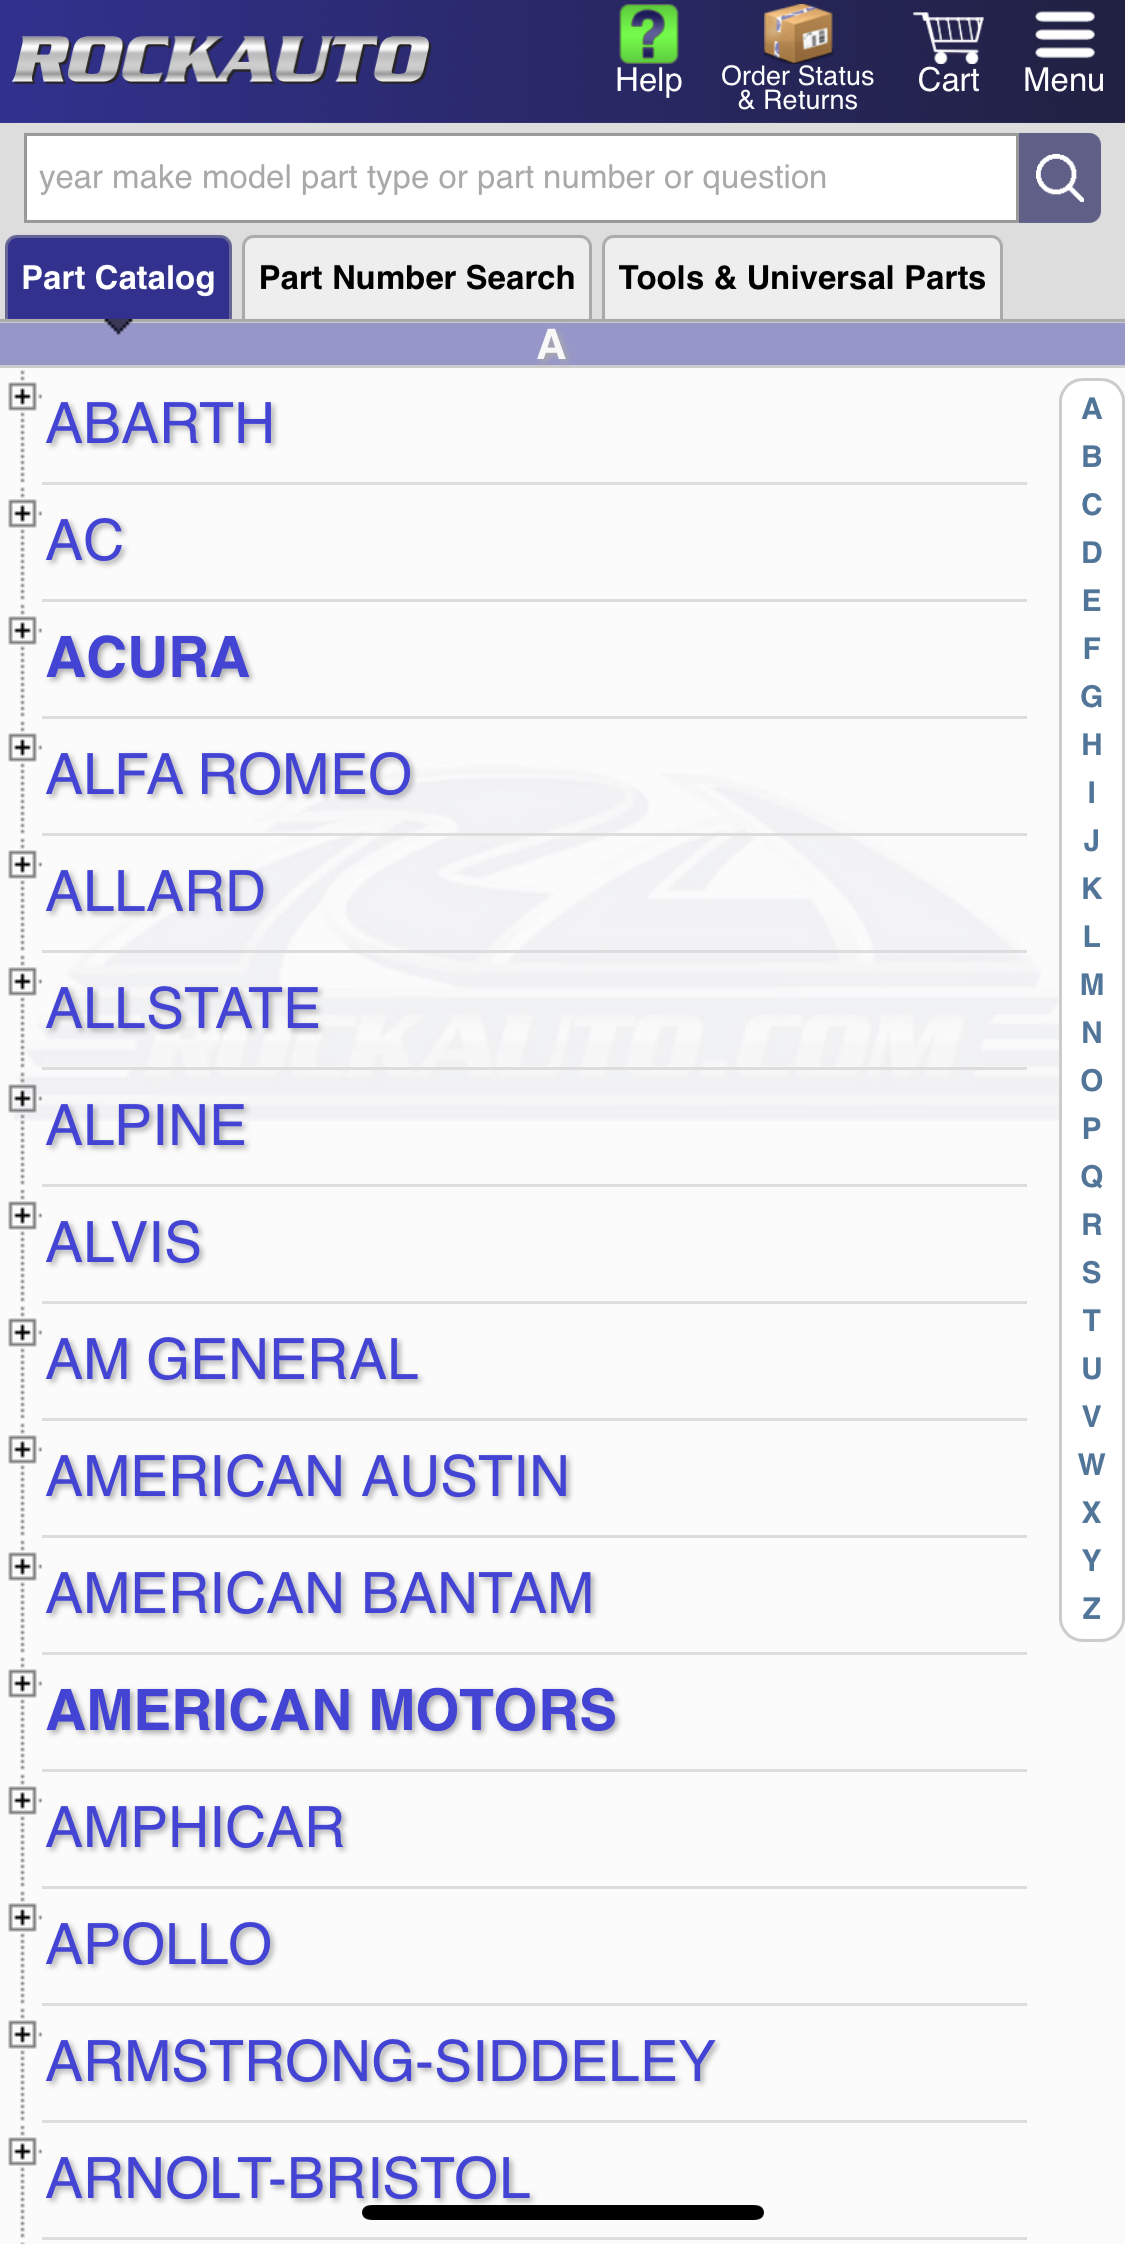 ROCKAUTO
Help
Order Status
& Returns
Cart
Menu
year make model part type or part number or question
Part Catalog
Part Number Search
Tools & Universal Parts
A
ABARTH
AC
ACURA
ALFA ROMEO
ALLARD
ALLSTATE
ROCKAUTO.COM
ALPINE
ALVIS
AM GENERAL
AMERICAN AUSTIN
AMERICAN BANTAM
AMERICAN MOTORS
AMPHICAR
APOLLO
ARMSTRONG-SIDDELEY
ARNOLT-BRISTOL
A
B
C
D
E
F
G
H
I
J
K
L
M
N
O
P
Q
R
S
T
U
V
W
X
Y
Z